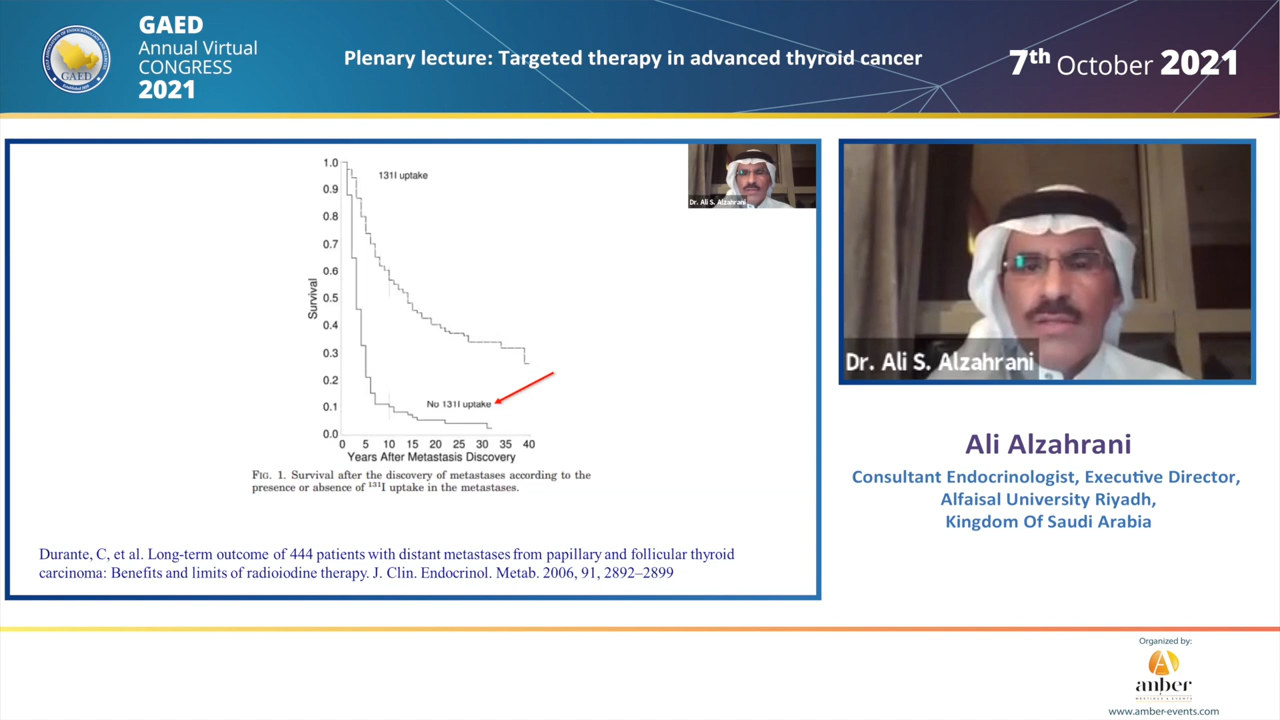 GAED
Annual Virtual
CONGRESS
2021
GAED
Plenary lecture: Targeted therapy in advanced thyroid cancer
7th October 2021
131I uptake
No 131I uptake
Survival
1.0
0.9
0.8
0.7
0.6
0.5
0.4
0.3
0.2
0.1
0.0
0 5 10 15 20 25 30 35 40
Years After Metastasis Discovery
FIG. 1. Survival after the discovery of metastases according to the
presence or absence of 131I uptake in the metastases.
Durante, C, et al. Long-term outcome of 444 patients with distant metastases from papillary and follicular thyroid
carcinoma: Benefits and limits of radioiodine therapy. J. Clin. Endocrinol. Metab. 2006, 91, 2892–2899
Dr. Ali S. Alzahrani
Dr. Ali S. Alzahrani
Ali Alzahrani
Consultant Endocrinologist, Executive Director,
Alfaisal University Riyadh,
Kingdom Of Saudi Arabia
Organized by:
anber
www.amber-events.com